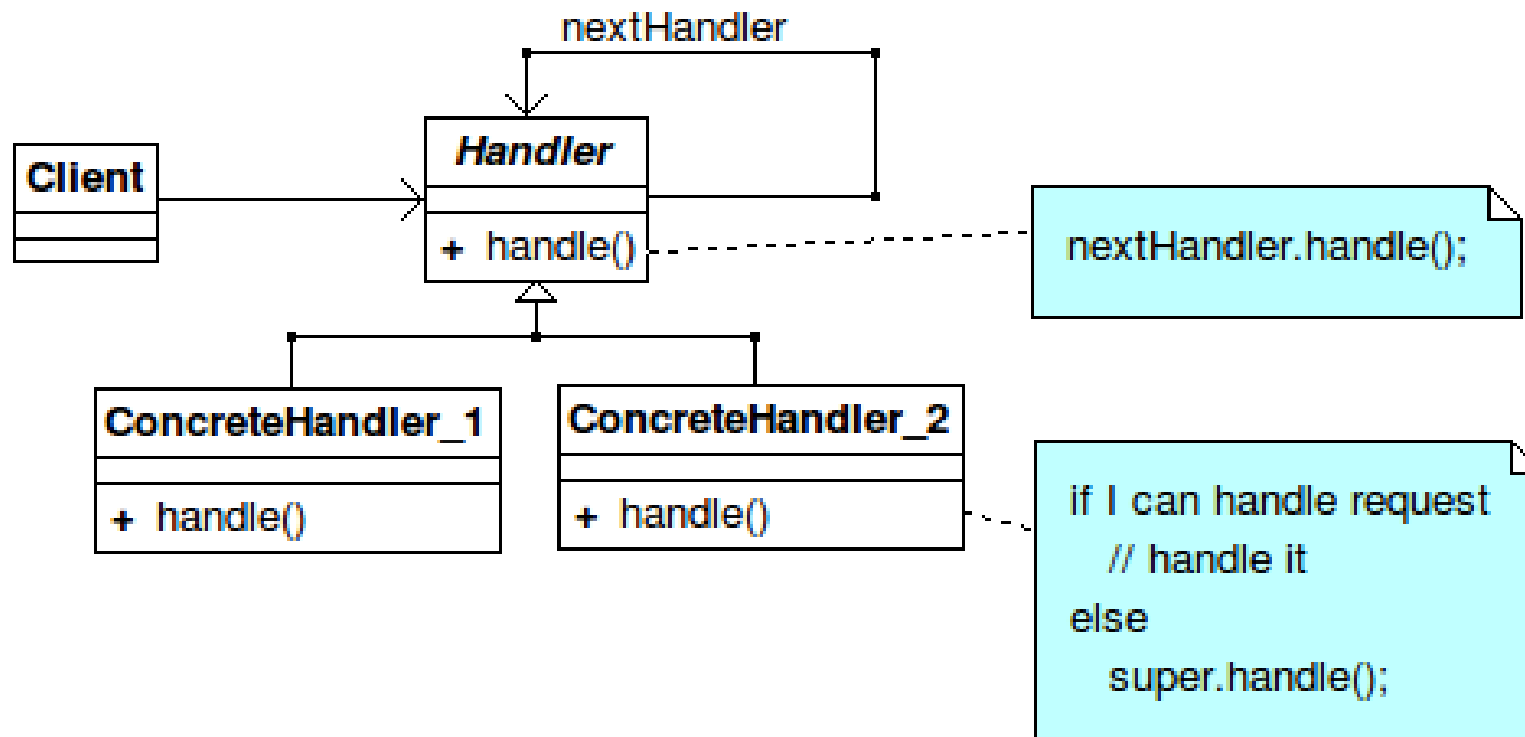 nextHandler
Handler
Client
+ handle()
nextHandler.handle();
ConcreteHandler_1
+ handle()
ConcreteHandler_2
+ handle()
if I can handle request
// handle it
else
super.handle();